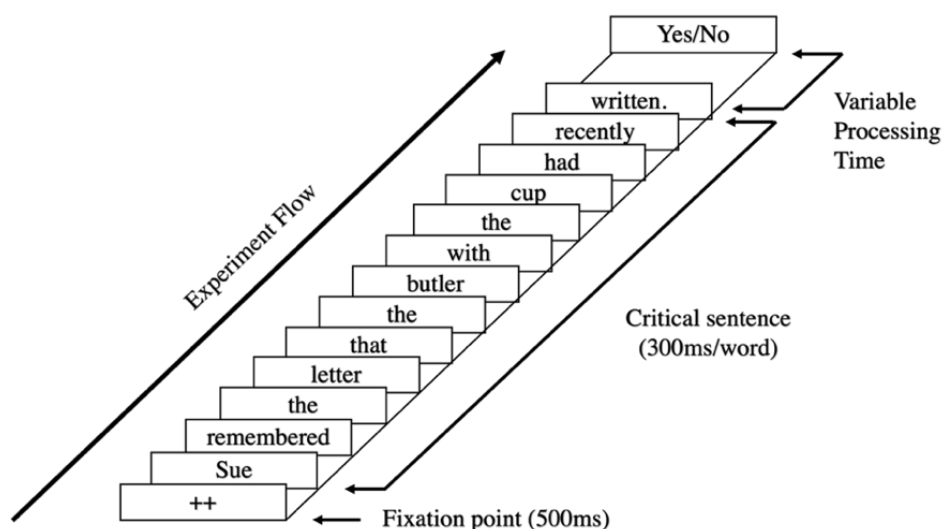 Yes/No
written.
recently
had
cup
the
with
butler
the
that
letter
the
remembered
Sue
++
Experiment Flow
Variable
Processing
Time
Critical sentence
(300ms/word)
Fixation point (500ms)